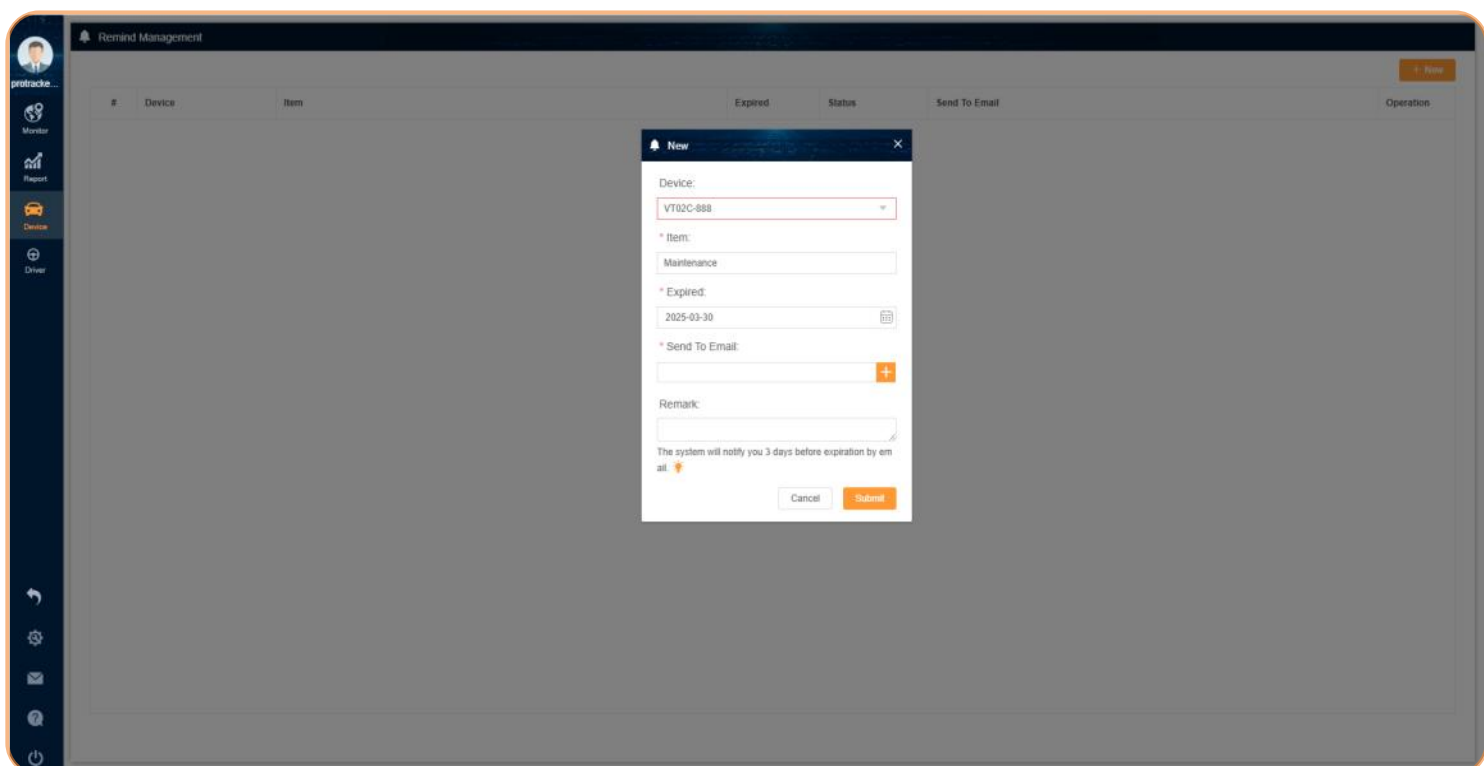 Remind Management
protracke...
+ New
Monitor
# Device Item Expired Status Send To Email Operation
Report
Device
Driver
New
Device:
VT02C-888
* Item:
Maintenance
* Expired:
2025-03-30
* Send To Email:
+
Remark:
The system will notify you 3 days before expiration by em
ail.
Cancel Submit